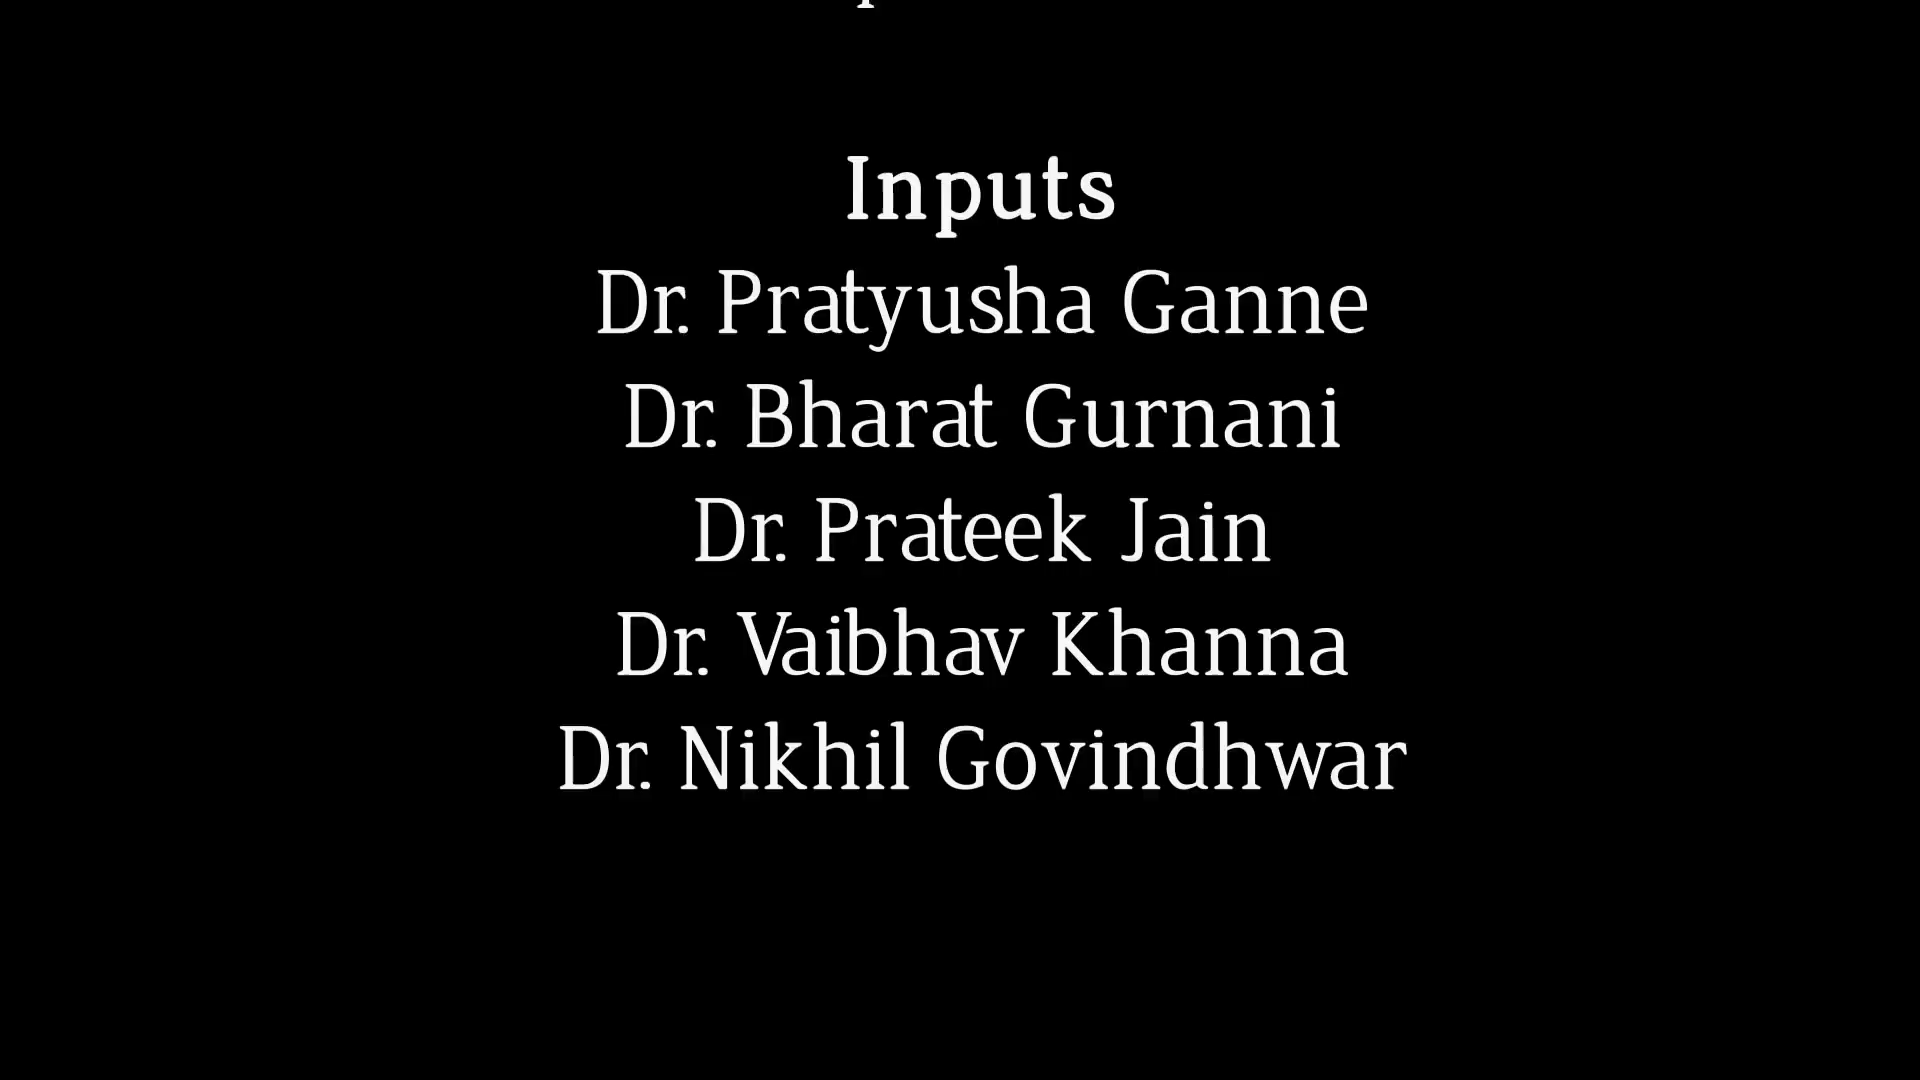 Inputs
Dr. Pratyusha Ganne
Dr. Bharat Gurnani
Dr. Prateek Jain
Dr. Vaibhav Khanna
Dr. Nikhil Govindhwar